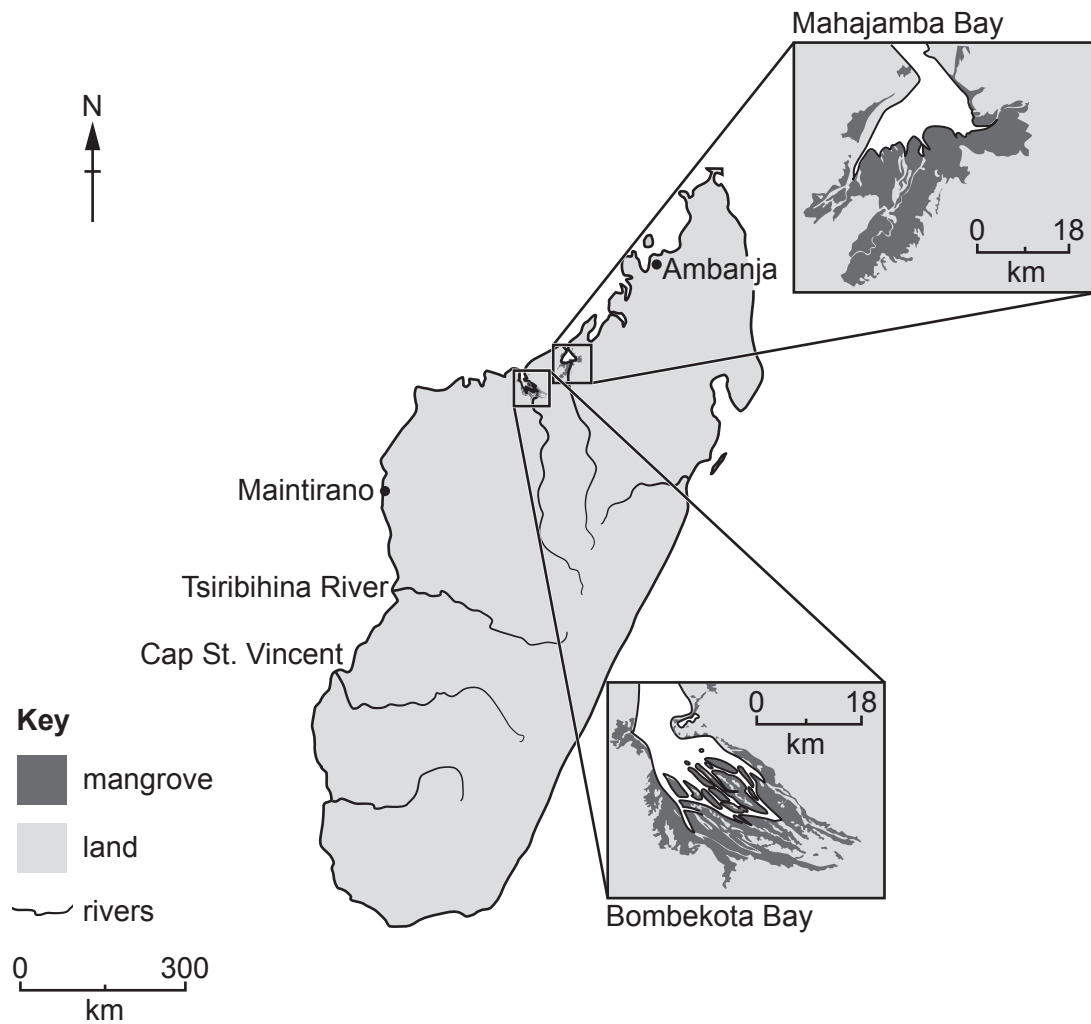 Mahajamba Bay
N
0 18
km
Ambanja
Maintirano
Tsiribihina River
Cap St. Vincent
0 18
km
Key
mangrove
land
rivers
Bombekota Bay
0 300
km